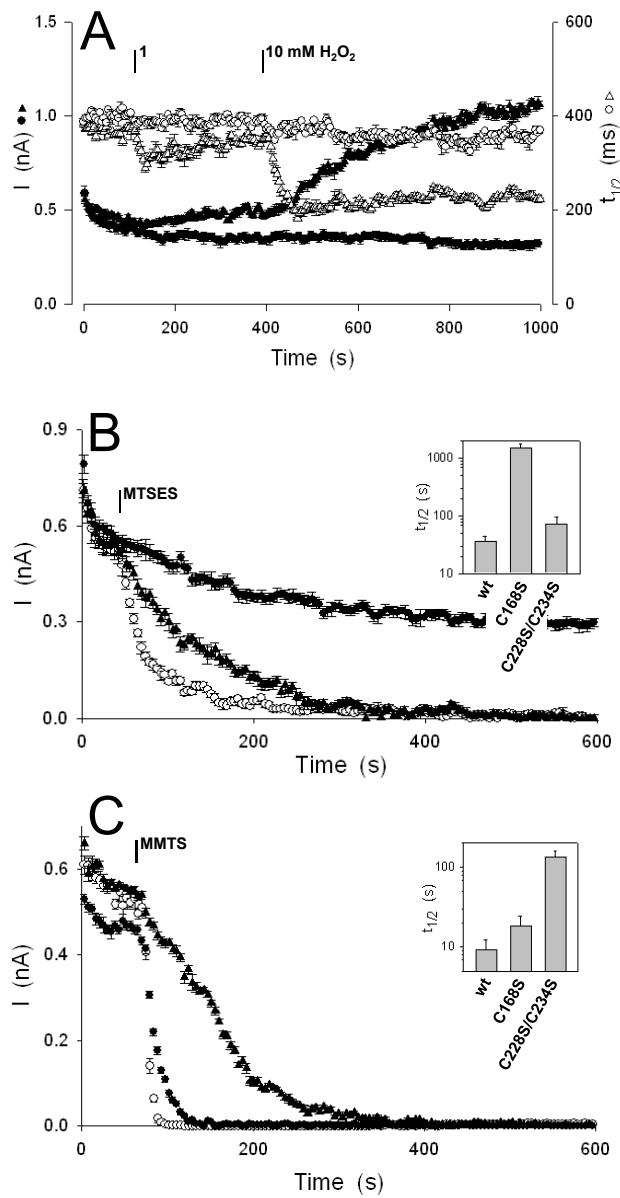 A
1
10 mM H₂O₂
1.5
1.0
0.5
0.0
I (nA)
600
400
200
0
t1/2 (ms)
0
200
400
600
800
1000
Time (s)
B
MTSES
0.9
0.6
0.3
0.0
I (nA)
0
200
400
600
Time (s)
1000
100
10
t1/2 (s)
wt
C168S
C228S/C234S
C
MMTS
0.6
0.4
0.2
0.0
I (nA)
0
200
400
600
Time (s)
100
10
t1/2 (s)
wt
C168S
C228S/C234S